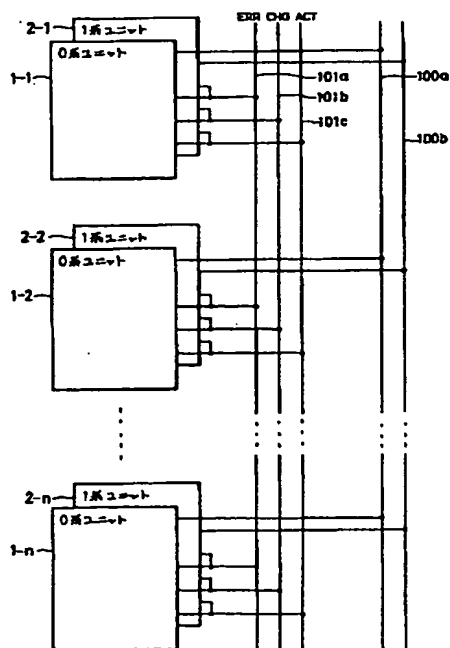 ERR CHG ACT
2-1
1系ユニット
0系ユニット
1-1
101a
101b
101c
100a
100b
2-2
1系ユニット
0系ユニット
1-2
2-n
1系ユニット
0系ユニット
1-n